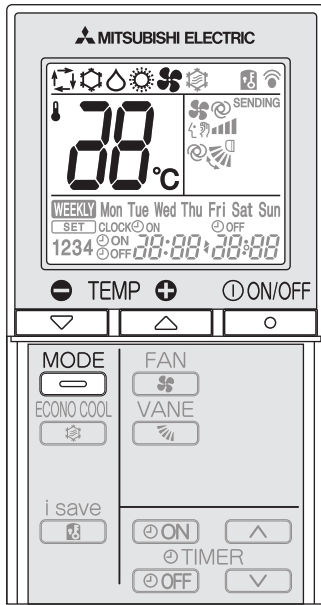 MITSUBISHI ELECTRIC
SENDING
88°C
WEEKLY Mon Tue Wed Thu Fri Sat Sun
SET CLOCK ON OFF
1234 ON OFF 88:88 88:88
TEMP ON/OFF
MODE FAN
ECONO COOL VANE
i save
ON
TIMER
OFF